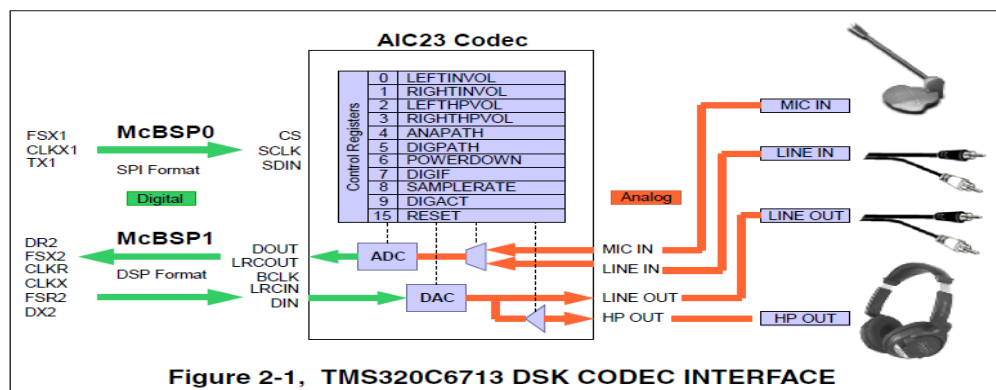 AIC23 Codec
Control Registers
0 LEFTINVOL
1 RIGHTINVOL
2 LEFTHPVOL
3 RIGHTHPVOL
4 ANAPATH
5 DIGPATH
6 POWERDOWN
7 DIGIF
8 SAMPLERATE
9 DIGACT
15 RESET
FSX1
CLKX1
TX1
McBSP0
SPI Format
CS
SCLK
SDIN
Digital
Analog
DR2
FSX2
CLKR
CLKX
FSR2
DX2
McBSP1
DSP Format
DOUT
LRCOUT
BCLK
LRCIN
DIN
ADC
DAC
MIC IN
LINE IN
LINE OUT
HP OUT
MIC IN
LINE IN
LINE OUT
HP OUT
Figure 2-1, TMS320C6713 DSK CODEC INTERFACE